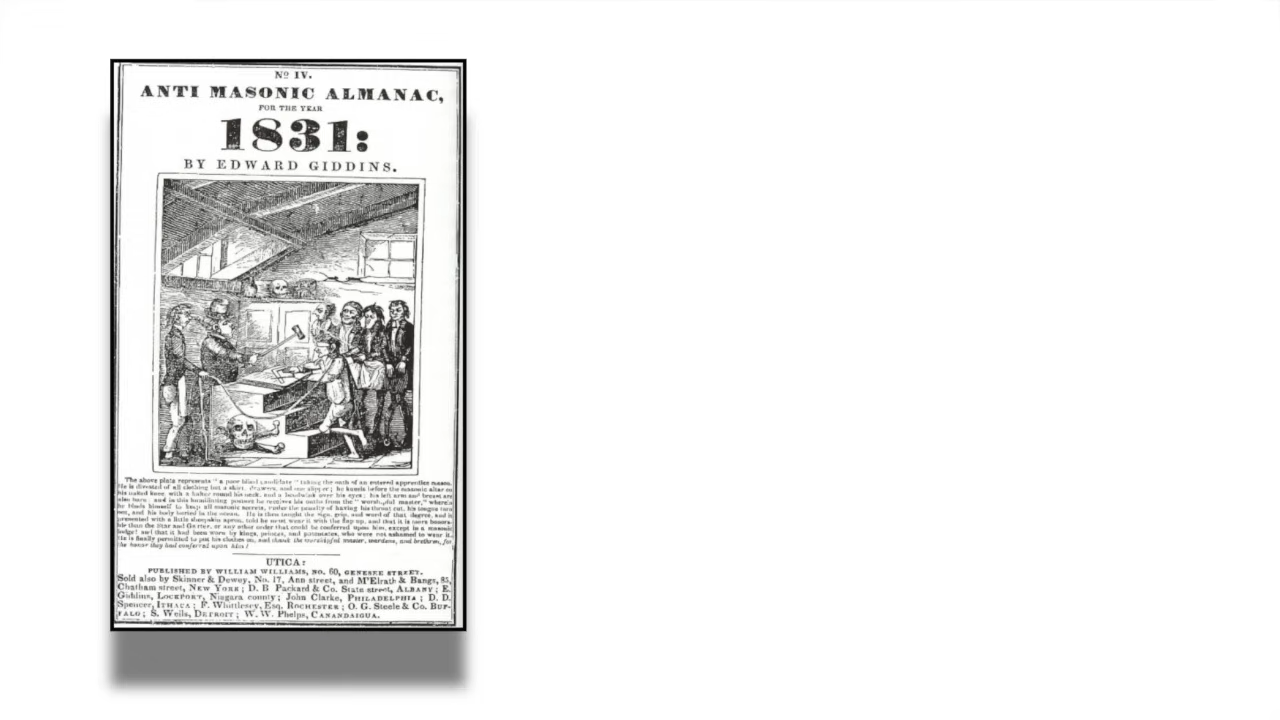 No IV.
ANTI MASONIC ALMANAC,
FOR THE YEAR
1831:
BY EDWARD GIDDINS.
The above plate represents "a poor blind candidate" taking the oath of an entered apprentice mason.
He is divested of all clothing but a shirt, drawers, and one slipper; he kneels before the masonic altar on
his naked knee, with a halter round his neck, and a hoodwink over his eyes; his left arm and breast are
also bare, and in this humiliating posture he receives his oaths from the "worshipful master," wherein
he binds himself to keep all masonic secrets, under the penalty of having his throat cut, his tongue torn
out, and his body buried in the ocean. He is then taught the sign, grip, and word of that degree, and is
presented with a little sheepskin apron, told he must wear it with the flap up, and that it is more honora-
ble than the Star and Garter, or any other order that could be conferred upon him, except in a masonic
lodge! and that it had been worn by kings, princes, and potentates, who were not ashamed to wear it.
He is finally permitted to put his clothes on, and thank the worshipful master, wardens, and brethren, for
the honor they had conferred upon him!
UTICA:
PUBLISHED BY WILLIAM WILLIAMS, NO. 60, GENESEE STREET.
Sold also by Skinner & Dewey, No. 17, Ann street, and M'Elrath & Bangs, 85,
Chatham street, NEW YORK; D. B Packard & Co. State street, ALBANY; E.
Giddins, LOCKPORT, Niagara county; John Clarke, PHILADELPHIA; D. D.
Spencer, ITHACA; F. Whittlesey, Esq. ROCHESTER; O. G. Steele & Co. BUF-
FALO; S. Wells, DETROIT; W. W. Phelps, CANANDAIGUA.